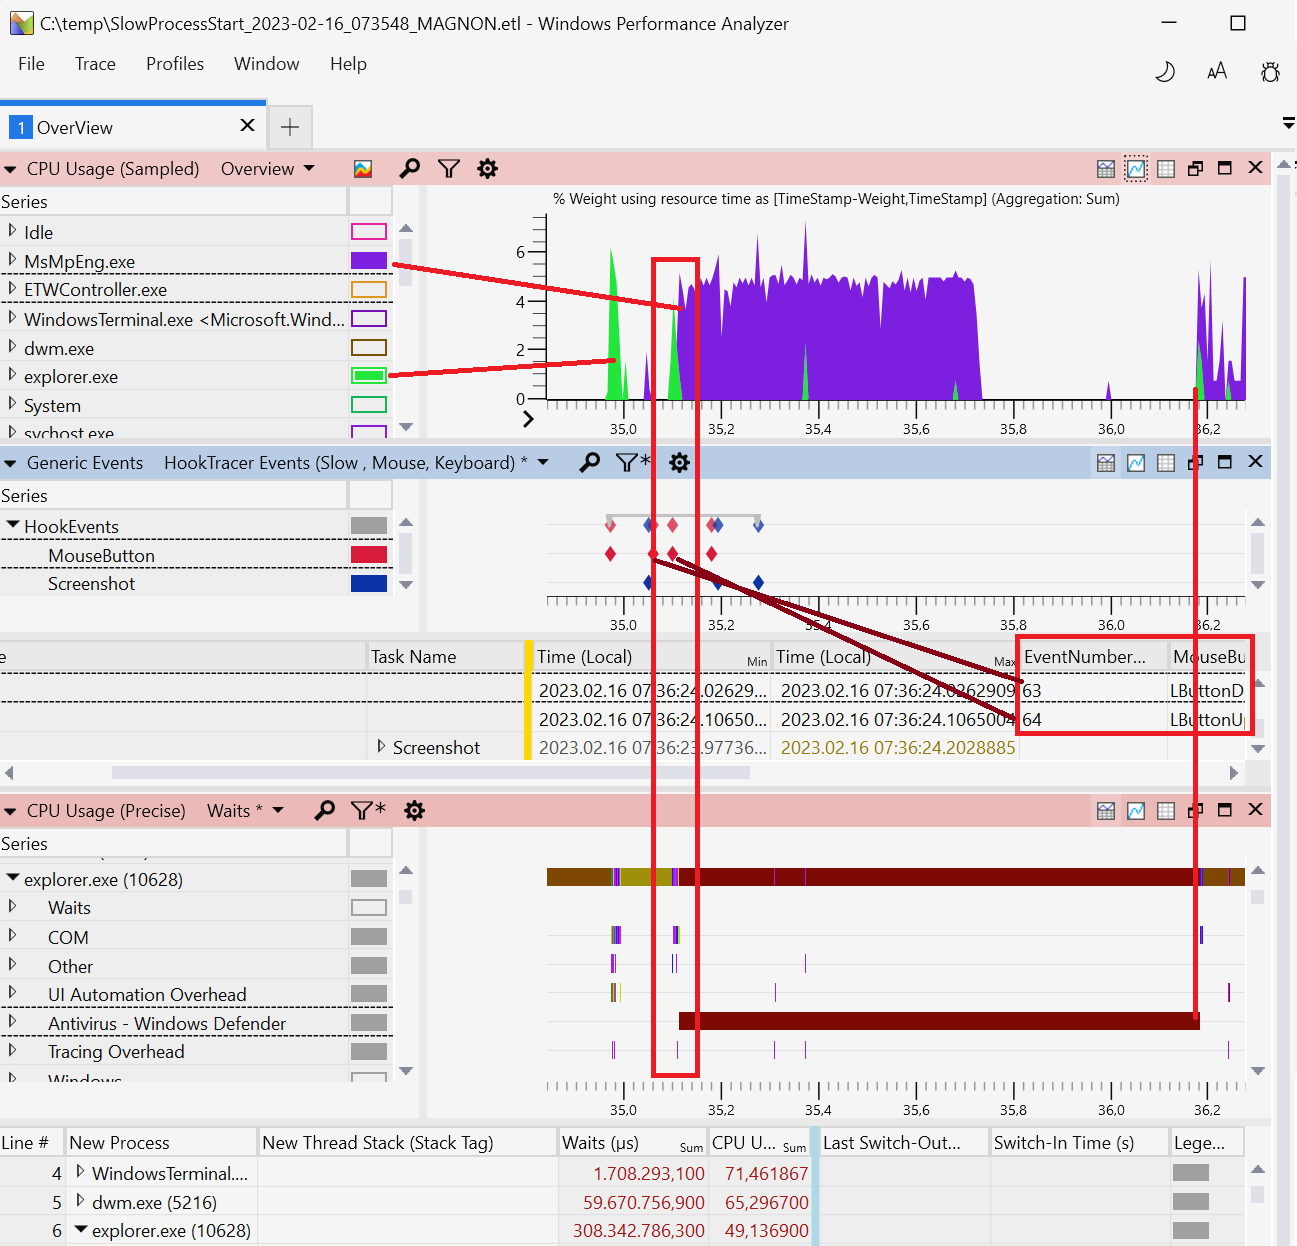 C:\temp\SlowProcessStart_2023-02-16_073548_MAGNON.etl - Windows Performance Analyzer
File Trace Profiles Window Help
1 OverView
CPU Usage (Sampled) Overview
Series
Idle
MsMpEng.exe
ETWController.exe
WindowsTerminal.exe <Microsoft.Wind...
dwm.exe
explorer.exe
System
svchost.exe
% Weight using resource time as [TimeStamp-Weight,TimeStamp] (Aggregation: Sum)
6
4
2
0
35,0 35,2 35,4 35,6 35,8 36,0 36,2
Generic Events HookTracer Events (Slow , Mouse, Keyboard) *
Series
HookEvents
MouseButton
Screenshot
35,0 35,2 35,4 35,6 35,8 36,0 36,2
e Task Name Time (Local) Min Time (Local) Max EventNumber... MouseBu
2023.02.16 07:36:24.02629... 2023.02.16 07:36:24.0262909 63 LButtonD
2023.02.16 07:36:24.10650... 2023.02.16 07:36:24.1065004 64 LButtonU
Screenshot 2023.02.16 07:36:23.97736... 2023.02.16 07:36:24.2028885
CPU Usage (Precise) Waits *
Series
explorer.exe (10628)
Waits
COM
Other
UI Automation Overhead
Antivirus - Windows Defender
Tracing Overhead
Windows
35,0 35,2 35,4 35,6 35,8 36,0 36,2
Line # New Process New Thread Stack (Stack Tag) Waits (µs) Sum CPU U... Sum Last Switch-Out... Switch-In Time (s) Lege...
4 WindowsTerminal.... 1.708.293,100 71,461867
5 dwm.exe (5216) 59.670.756,900 65,296700
6 explorer.exe (10628) 308.342.786,300 49,136900